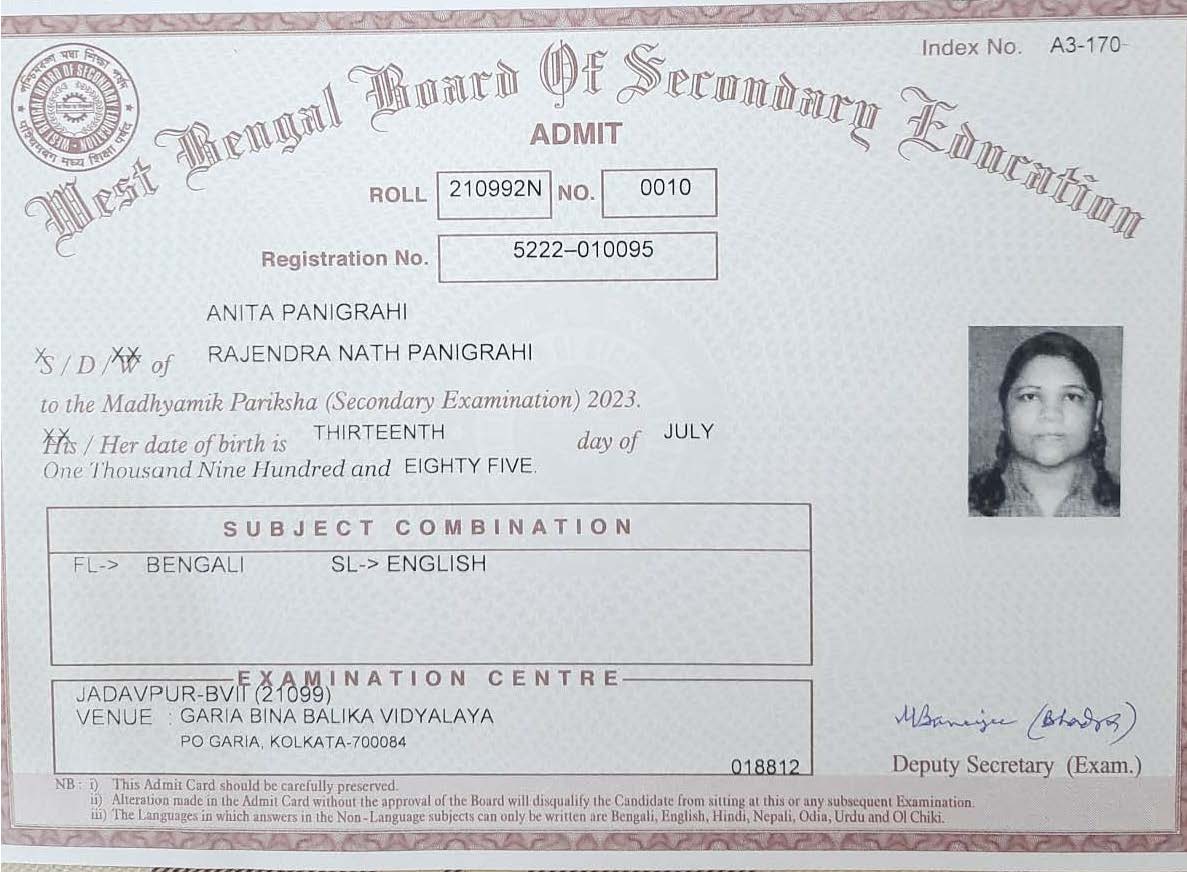 Index No. A3-170-
West Bengal Board Of Secondary Education
ADMIT
ROLL 210992N NO. 0010
Registration No. 5222–010095
ANITA PANIGRAHI
S / D / W of RAJENDRA NATH PANIGRAHI
to the Madhyamik Pariksha (Secondary Examination) 2023.
His / Her date of birth is THIRTEENTH day of JULY
One Thousand Nine Hundred and EIGHTY FIVE.
SUBJECT COMBINATION
FL-> BENGALI SL-> ENGLISH
EXAMINATION CENTRE
JADAVPUR-BVII (21099)
VENUE : GARIA BINA BALIKA VIDYALAYA
PO GARIA, KOLKATA-700084
018812
MBanerjee (Bhadra)
Deputy Secretary (Exam.)
NB : i) This Admit Card should be carefully preserved.
ii) Alteration made in the Admit Card without the approval of the Board will disqualify the Candidate from sitting at this or any subsequent Examination.
iii) The Languages in which answers in the Non-Language subjects can only be written are Bengali, English, Hindi, Nepali, Odia, Urdu and Ol Chiki.